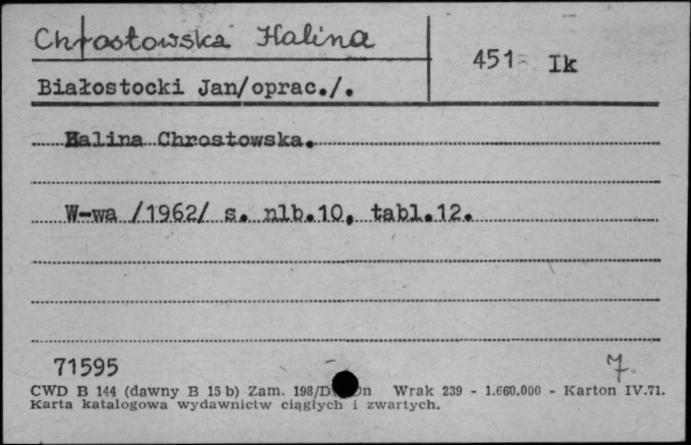 Chrostowska Halina
451 Ik
Białostocki Jan/oprac./.
Halina Chrostowska.
W-wa /1962/ s. nlb.10, tabl.12.
71595
7.
CWD B 144 (dawny B 15 b) Zam. 198/D Wrak 239 - 1.660.000 - Karton IV.71.
Karta katalogowa wydawnictw ciągłych i zwartych.